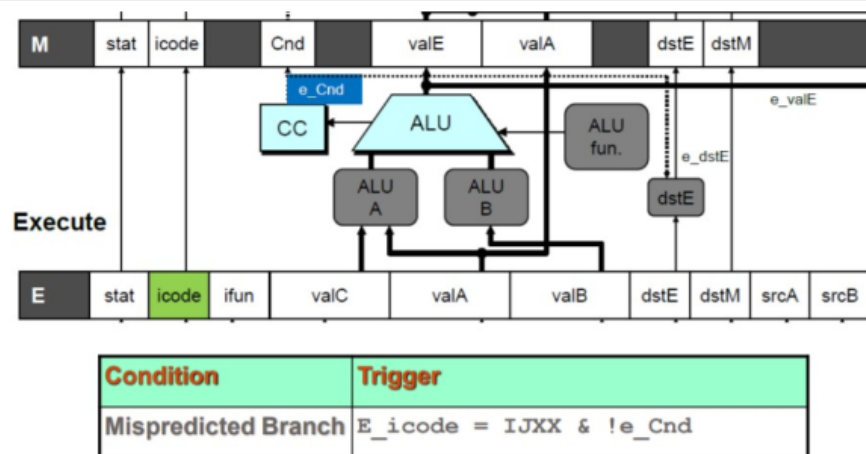 M stat icode Cnd valE valA dstE dstM
e_Cnd
e_valE
CC
ALU
ALU
fun.
e_dstE
ALU
A
ALU
B
dstE
Execute
E stat icode ifun valC valA valB dstE dstM srcA srcB
Condition Trigger
Mispredicted Branch E_icode = IJXX & !e_Cnd